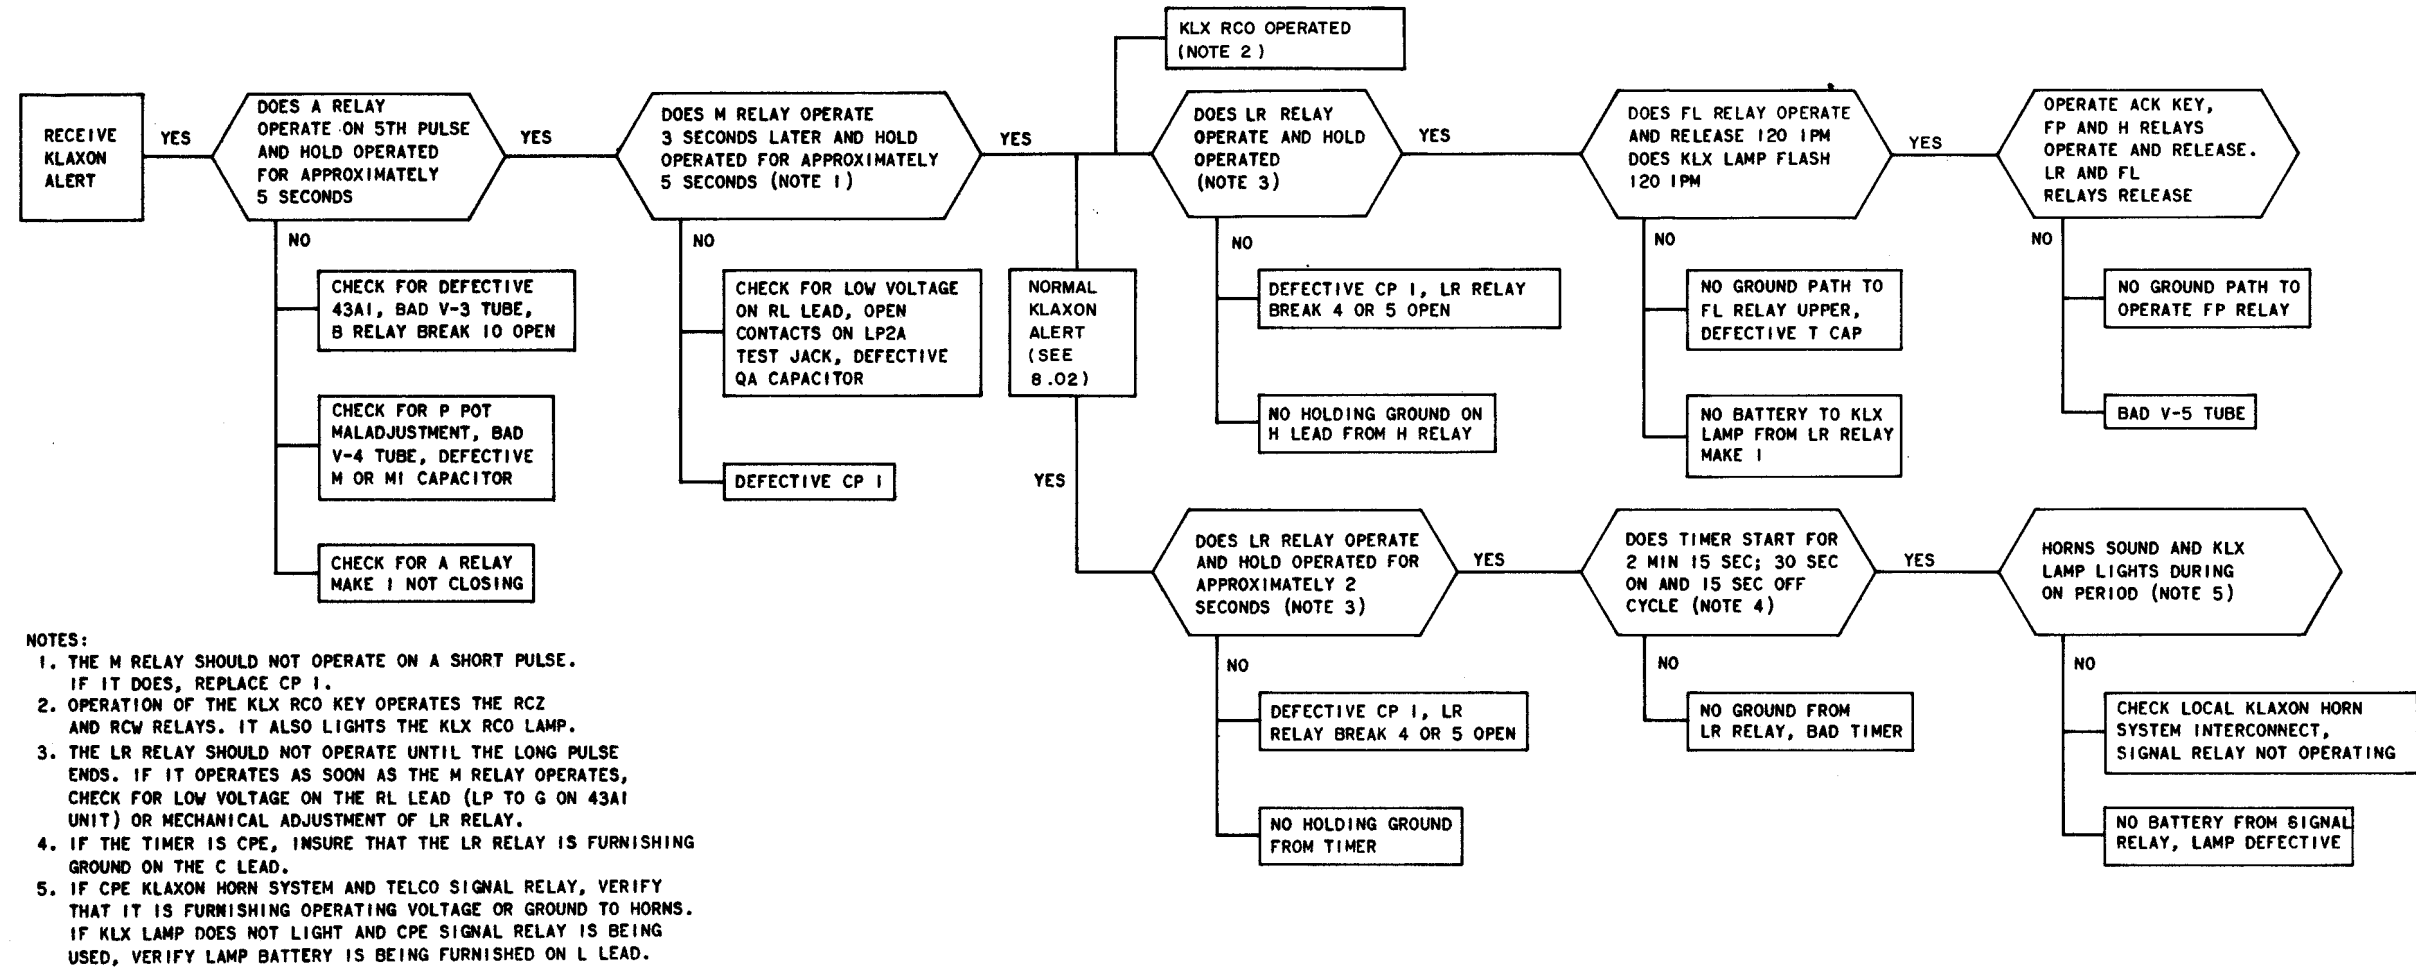 KLX RCO OPERATED
(NOTE 2)
RECEIVE
KLAXON
ALERT
YES
DOES A RELAY
OPERATE ON 5TH PULSE
AND HOLD OPERATED
FOR APPROXIMATELY
5 SECONDS
YES
DOES M RELAY OPERATE
3 SECONDS LATER AND HOLD
OPERATED FOR APPROXIMATELY
5 SECONDS (NOTE 1)
YES
DOES LR RELAY
OPERATE AND HOLD
OPERATED
(NOTE 3)
YES
DOES FL RELAY OPERATE
AND RELEASE 120 IPM
DOES KLX LAMP FLASH
120 IPM
YES
OPERATE ACK KEY,
FP AND H RELAYS
OPERATE AND RELEASE.
LR AND FL
RELAYS RELEASE
NO
CHECK FOR DEFECTIVE
43A1, BAD V-3 TUBE,
B RELAY BREAK 10 OPEN
CHECK FOR P POT
MALADJUSTMENT, BAD
V-4 TUBE, DEFECTIVE
M OR M1 CAPACITOR
CHECK FOR A RELAY
MAKE 1 NOT CLOSING
NO
CHECK FOR LOW VOLTAGE
ON RL LEAD, OPEN
CONTACTS ON LP2A
TEST JACK, DEFECTIVE
QA CAPACITOR
DEFECTIVE CP 1
NORMAL
KLAXON
ALERT
(SEE
8.02)
YES
NO
DEFECTIVE CP 1, LR RELAY
BREAK 4 OR 5 OPEN
NO HOLDING GROUND ON
H LEAD FROM H RELAY
NO
NO GROUND PATH TO
FL RELAY UPPER,
DEFECTIVE T CAP
NO BATTERY TO KLX
LAMP FROM LR RELAY
MAKE 1
NO
NO GROUND PATH TO
OPERATE FP RELAY
BAD V-5 TUBE
DOES LR RELAY OPERATE
AND HOLD OPERATED FOR
APPROXIMATELY 2
SECONDS (NOTE 3)
YES
DOES TIMER START FOR
2 MIN 15 SEC; 30 SEC
ON AND 15 SEC OFF
CYCLE (NOTE 4)
YES
HORNS SOUND AND KLX
LAMP LIGHTS DURING
ON PERIOD (NOTE 5)
NO
DEFECTIVE CP 1, LR
RELAY BREAK 4 OR 5 OPEN
NO HOLDING GROUND
FROM TIMER
NO
NO GROUND FROM
LR RELAY, BAD TIMER
NO
CHECK LOCAL KLAXON HORN
SYSTEM INTERCONNECT,
SIGNAL RELAY NOT OPERATING
NO BATTERY FROM SIGNAL
RELAY, LAMP DEFECTIVE
NOTES:
1. THE M RELAY SHOULD NOT OPERATE ON A SHORT PULSE.
IF IT DOES, REPLACE CP 1.
2. OPERATION OF THE KLX RCO KEY OPERATES THE RCZ
AND RCW RELAYS. IT ALSO LIGHTS THE KLX RCO LAMP.
3. THE LR RELAY SHOULD NOT OPERATE UNTIL THE LONG PULSE
ENDS. IF IT OPERATES AS SOON AS THE M RELAY OPERATES,
CHECK FOR LOW VOLTAGE ON THE RL LEAD (LP TO G ON 43A1
UNIT) OR MECHANICAL ADJUSTMENT OF LR RELAY.
4. IF THE TIMER IS CPE, INSURE THAT THE LR RELAY IS FURNISHING
GROUND ON THE C LEAD.
5. IF CPE KLAXON HORN SYSTEM AND TELCO SIGNAL RELAY, VERIFY
THAT IT IS FURNISHING OPERATING VOLTAGE OR GROUND TO HORNS.
IF KLX LAMP DOES NOT LIGHT AND CPE SIGNAL RELAY IS BEING
USED, VERIFY LAMP BATTERY IS BEING FURNISHED ON L LEAD.